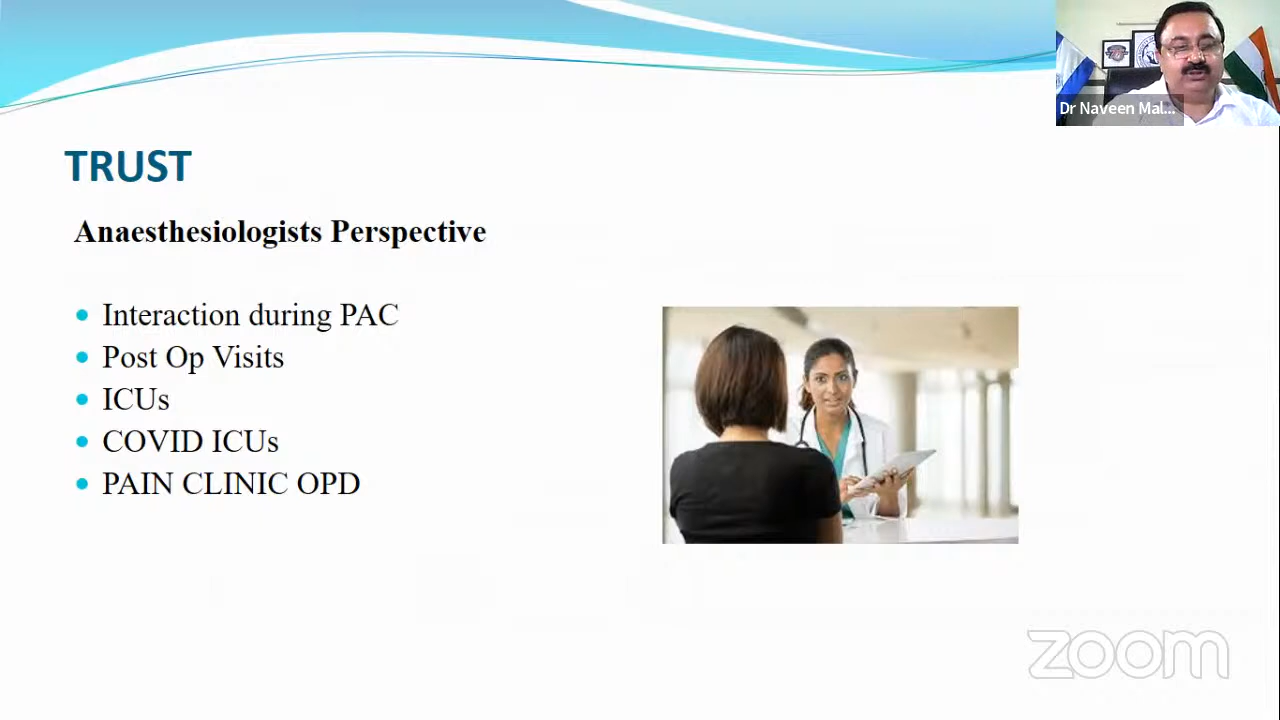 Dr Naveen Mal...
TRUST
Anaesthesiologists Perspective
Interaction during PAC
Post Op Visits
ICUs
COVID ICUs
PAIN CLINIC OPD
zoom